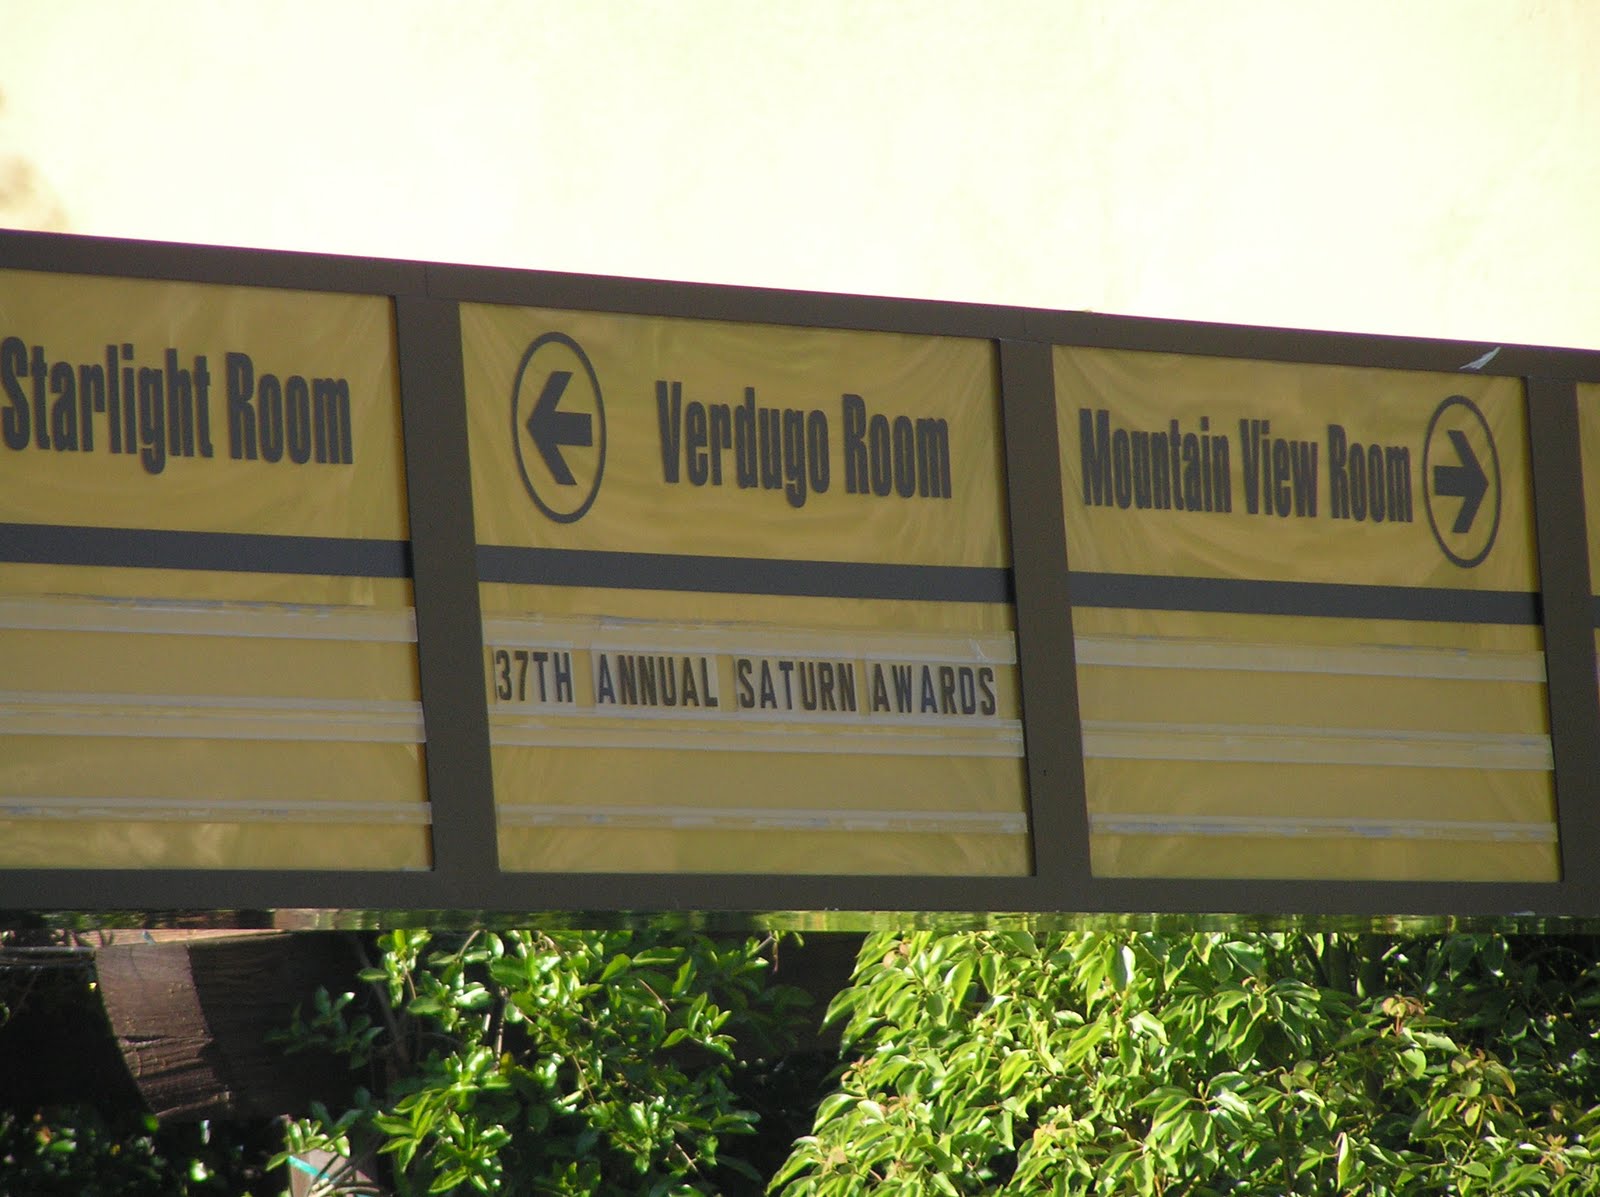 Starlight Room
Verdugo Room
37TH ANNUAL SATURN AWARDS
Mountain View Room